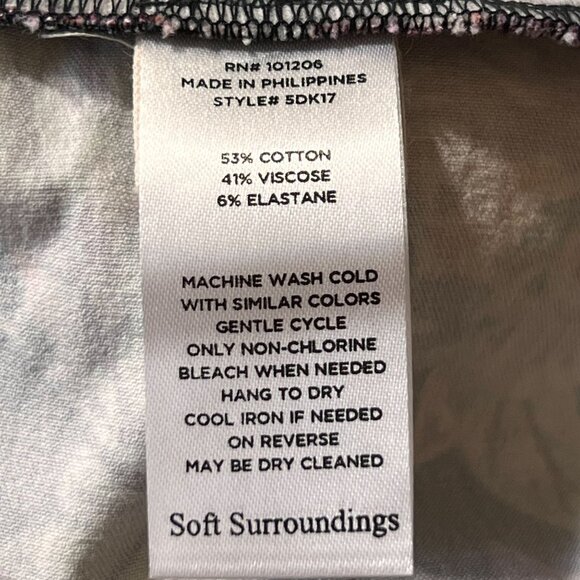 RN# 101206
MADE IN PHILIPPINES
STYLE# 5DK17
53% COTTON
41% VISCOSE
6% ELASTANE
MACHINE WASH COLD
WITH SIMILAR COLORS
GENTLE CYCLE
ONLY NON-CHLORINE
BLEACH WHEN NEEDED
HANG TO DRY
COOL IRON IF NEEDED
ON REVERSE
MAY BE DRY CLEANED
Soft Surroundings